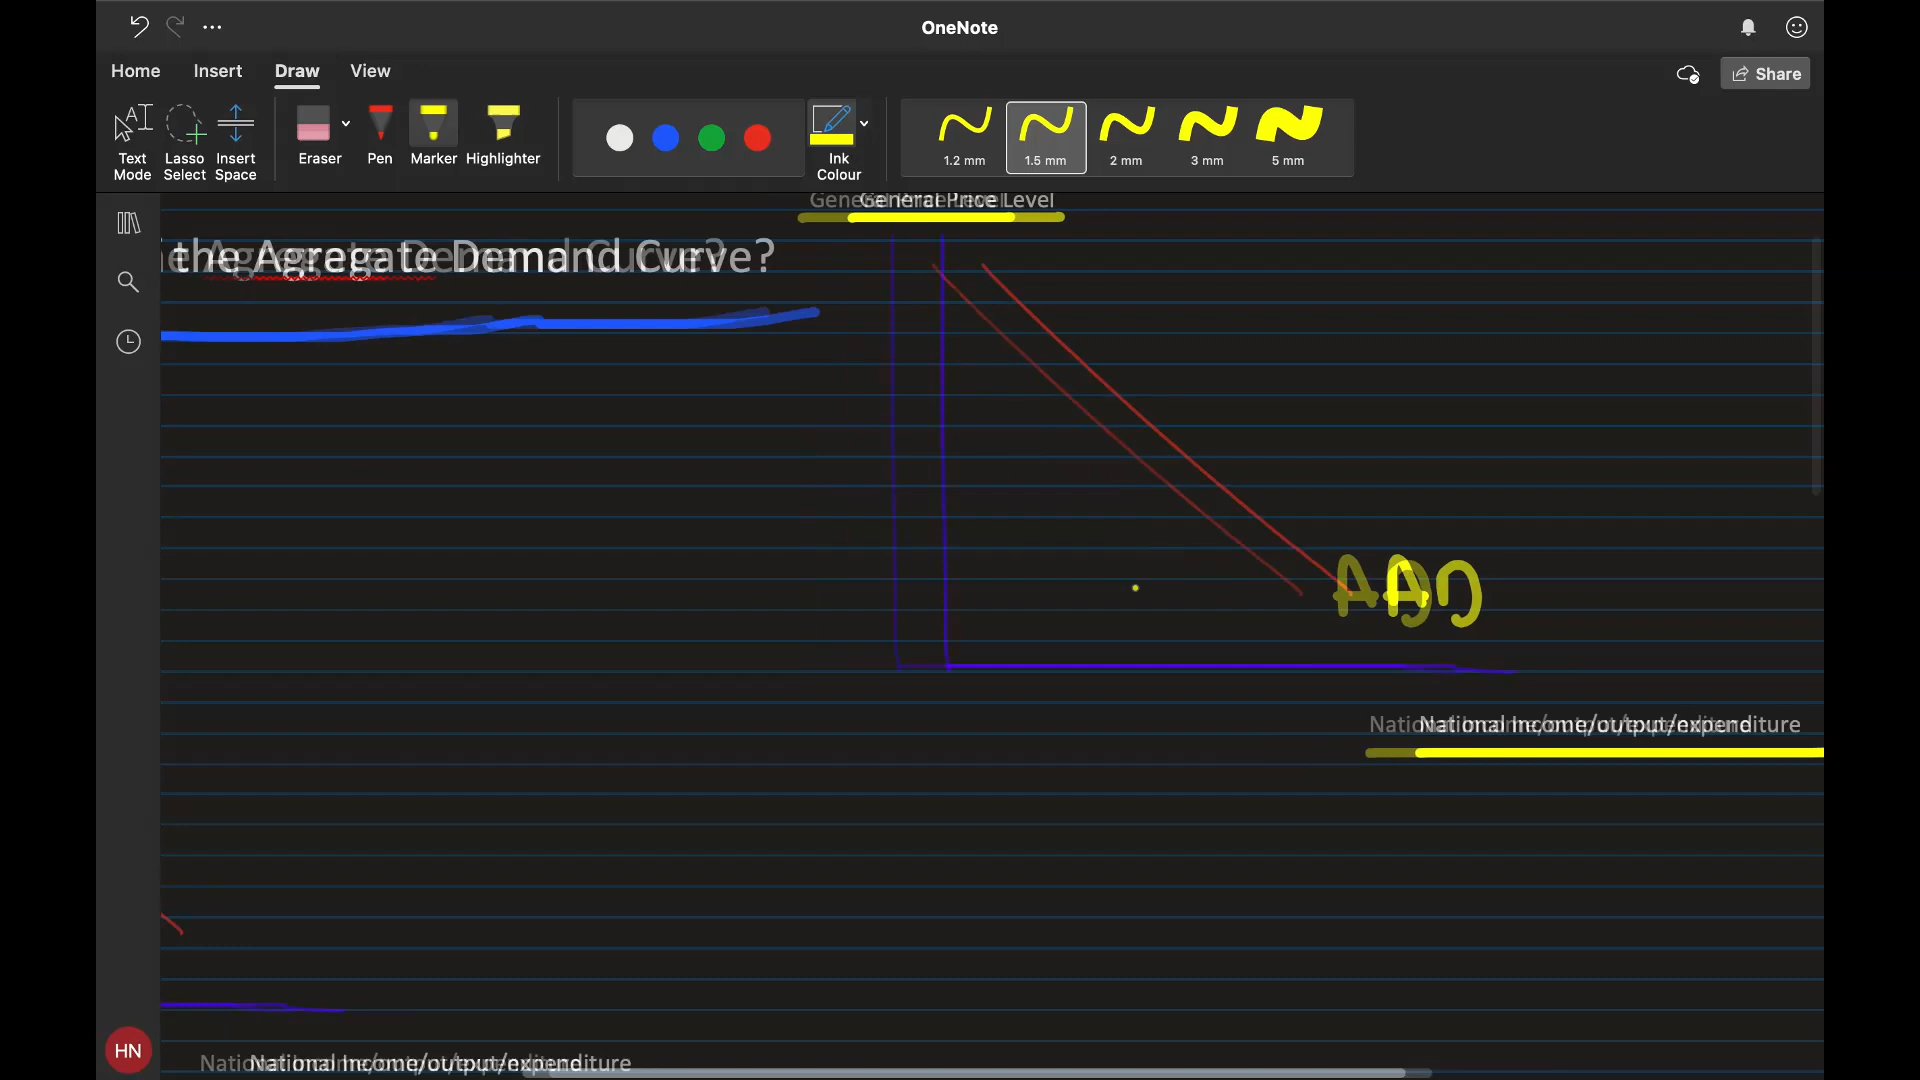 OneNote
Home Insert Draw View
Share
Text Mode
Lasso Select
Insert Space
Eraser
Pen
Marker
Highlighter
Ink Colour
1.2 mm
1.5 mm
2 mm
3 mm
5 mm
General Price Level
the Agregate Demand Curve?
AD
National Income/output/expenditure
HN
National Income/output/expenditure